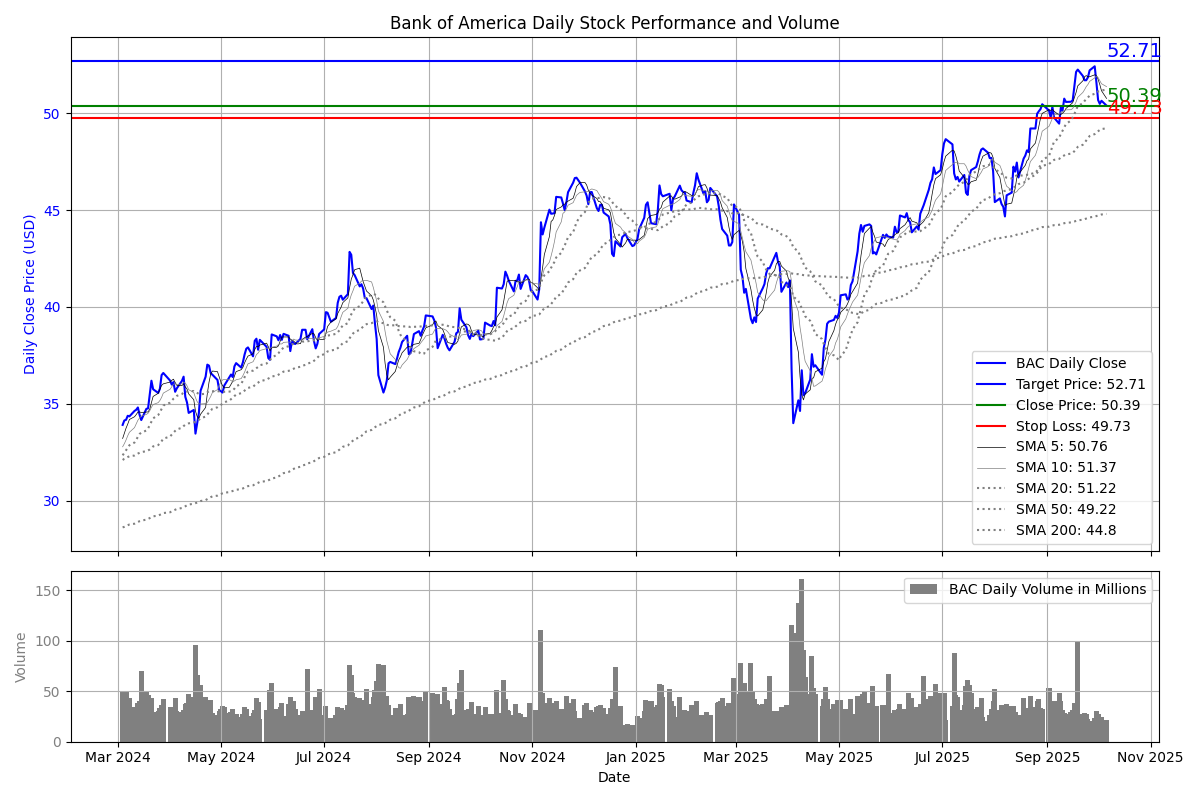 Bank of America Daily Stock Performance and Volume
52.71
50.39
49.73
Daily Close Price (USD)
50
45
40
35
30
BAC Daily Close
Target Price: 52.71
Close Price: 50.39
Stop Loss: 49.73
SMA 5: 50.76
SMA 10: 51.37
SMA 20: 51.22
SMA 50: 49.22
SMA 200: 44.8
Volume
150
100
50
0
BAC Daily Volume in Millions
Mar 2024 May 2024 Jul 2024 Sep 2024 Nov 2024 Jan 2025 Mar 2025 May 2025 Jul 2025 Sep 2025 Nov 2025
Date